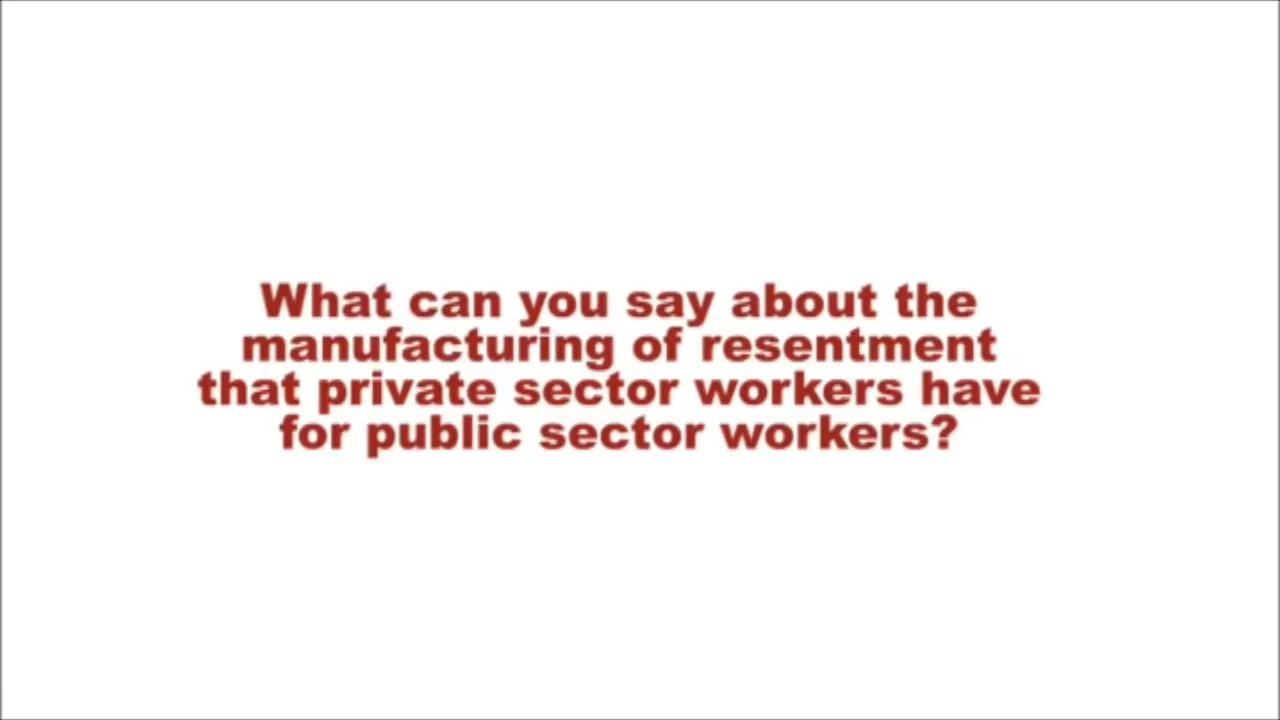 What can you say about the
manufacturing of resentment
that private sector workers have
for public sector workers?